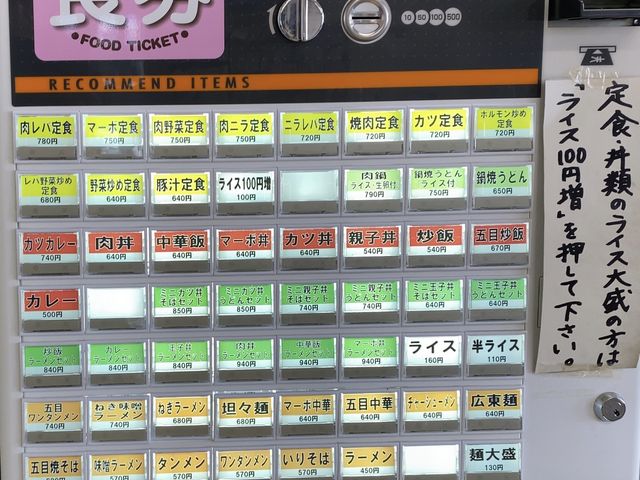 食券
•FOOD TICKET•
10 50 100 500
RECOMMEND ITEMS
肉レバ定食
780円
マーボ定食
750円
肉野菜定食
750円
肉ニラ定食
720円
ニラレバ定食
720円
焼肉定食
720円
カツ定食
720円
ホルモン炒め
定食
720円
レバ野菜炒め
定食
680円
野菜炒め定食
640円
豚汁定食
640円
ライス100円増
100円
肉鍋
ライス・生卵付
790円
鍋焼うどん
ライス付
750円
鍋焼うどん
650円
カツカレー
740円
肉丼
640円
中華飯
640円
マーボ丼
540円
カツ丼
540円
親子丼
540円
炒飯
540円
五目炒飯
670円
カレー
500円
ミニカツ丼
そばセット
850円
ミニカツ丼
うどんセット
850円
ミニ親子丼
そばセット
740円
ミニ親子丼
うどんセット
740円
ミニ玉子丼
そばセット
640円
ミニ玉子丼
うどんセット
640円
炒飯
ラーメンセット
840円
カレー
ラーメンセット
840円
玉子丼
ラーメンセット
840円
肉丼
ラーメンセット
940円
中華飯
ラーメンセット
940円
マーボ丼
ラーメンセット
940円
ライス
160円
半ライス
110円
五目
ワンタンメン
740円
ねぎ味噌
ラーメン
740円
ねぎラーメン
680円
坦々麺
680円
マーボ中華
640円
五目中華
640円
チャーシューメン
640円
広東麺
640円
五目焼そば
味噌ラーメン
570円
タンメン
570円
ワンタンメン
570円
いりそば
570円
ラーメン
450円
麺大盛
130円
定食・丼類のライス大盛の方は
「ライス100円増」を押して下さい。